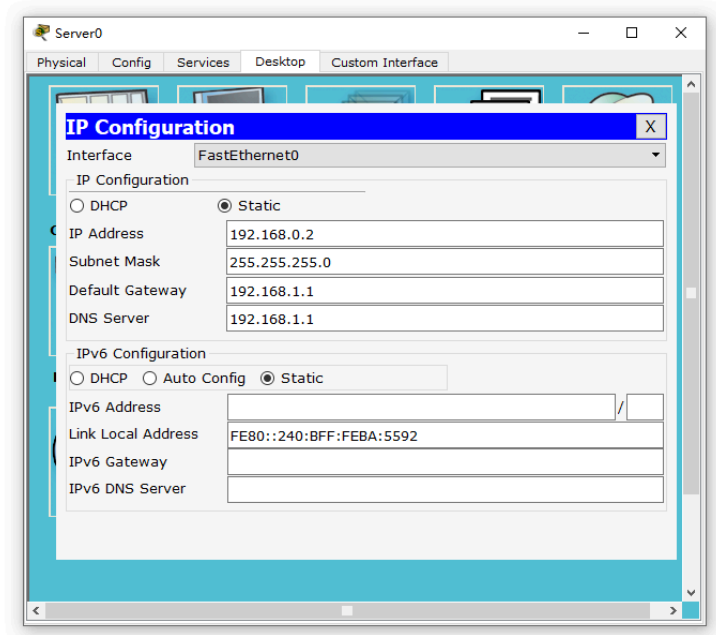 Server0
Physical Config Services Desktop Custom Interface
IP Configuration X
Interface FastEthernet0
IP Configuration
DHCP Static
IP Address 192.168.0.2
Subnet Mask 255.255.255.0
Default Gateway 192.168.1.1
DNS Server 192.168.1.1
IPv6 Configuration
DHCP Auto Config Static
IPv6 Address /
Link Local Address FE80::240:BFF:FEBA:5592
IPv6 Gateway
IPv6 DNS Server